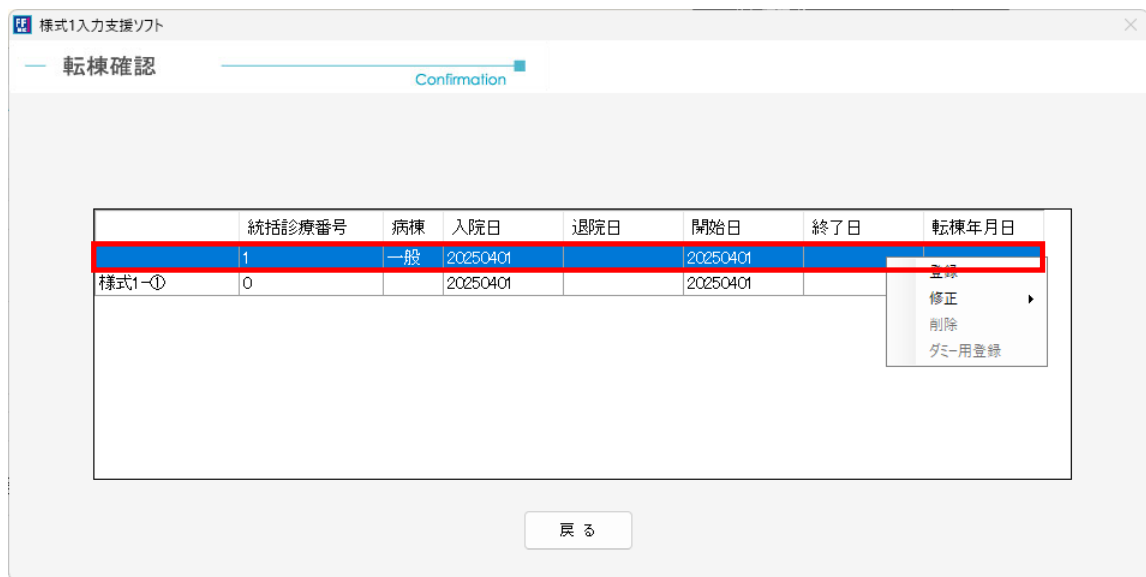 様式1入力支援ソフト
転棟確認
Confirmation
統括診療番号 病棟 入院日 退院日 開始日 終了日 転棟年月日
1 一般 20250401 20250401
様式1-① 0 20250401 20250401
登録
修正
削除
ダミー用登録
戻る